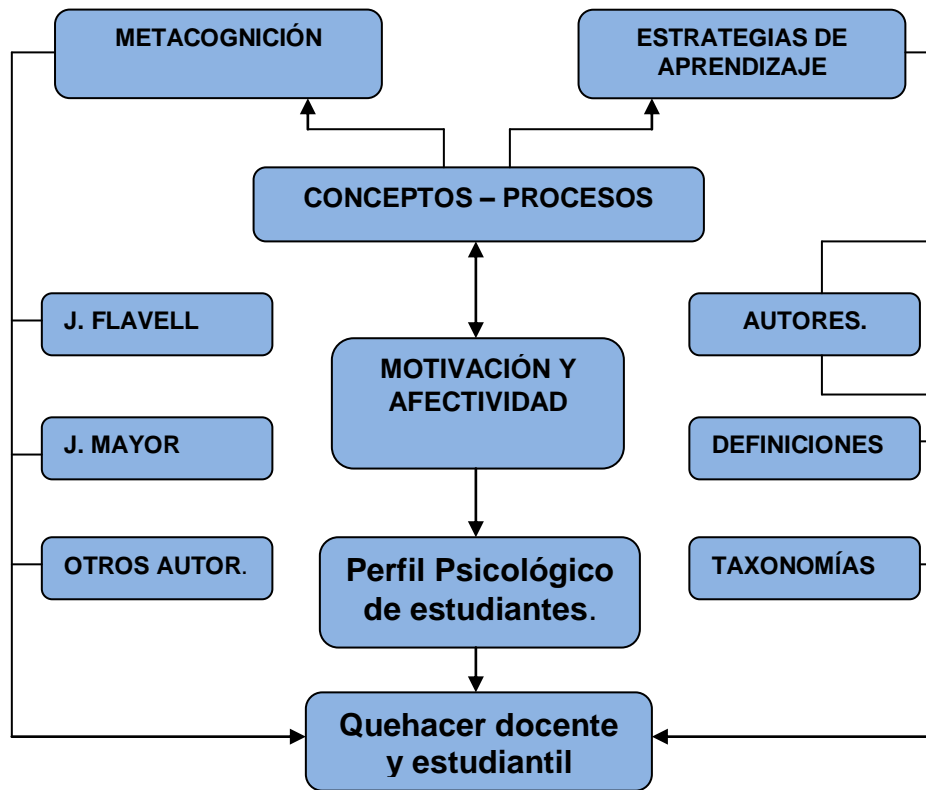 METACOGNICIÓN
ESTRATEGIAS DE
APRENDIZAJE
CONCEPTOS – PROCESOS
J. FLAVELL
AUTORES.
MOTIVACIÓN Y
AFECTIVIDAD
J. MAYOR
DEFINICIONES
OTROS AUTOR.
Perfil Psicológico
de estudiantes.
TAXONOMÍAS
Quehacer docente
y estudiantil